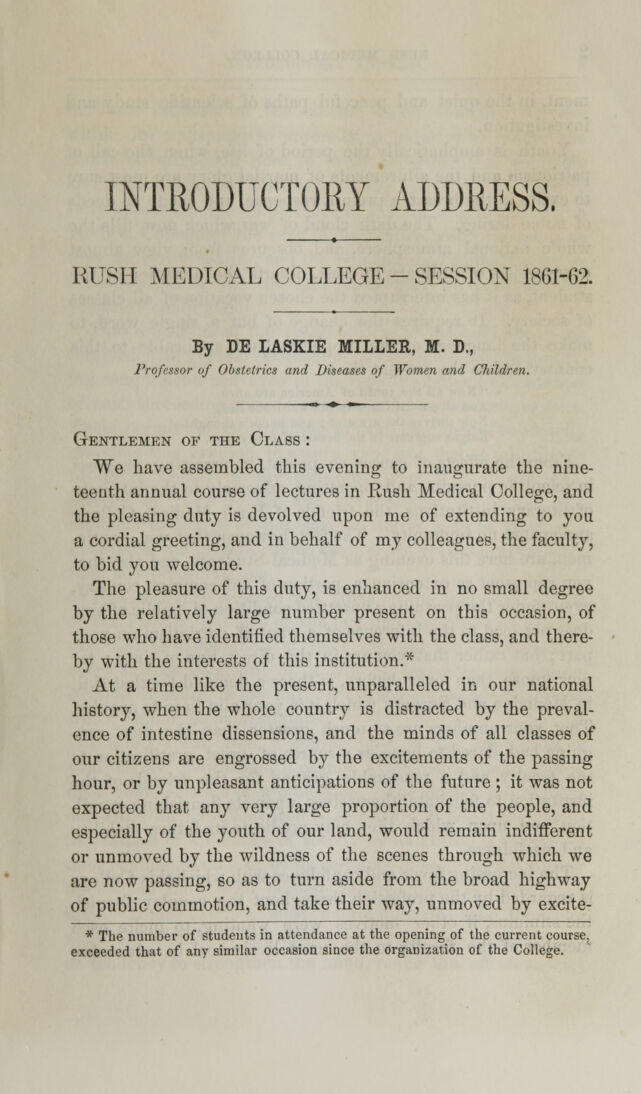 INTRODUCTORY ADDRESS.
RUSH MEDICAL COLLEGE – SESSION 1861-62.
By DE LASKIE MILLER, M. D.,
Professor of Obstetrics and Diseases of Women and Children.
GENTLEMEN OF THE CLASS :
We have assembled this evening to inaugurate the nine-
teenth annual course of lectures in Rush Medical College, and
the pleasing duty is devolved upon me of extending to you
a cordial greeting, and in behalf of my colleagues, the faculty,
to bid you welcome.
The pleasure of this duty, is enhanced in no small degree
by the relatively large number present on this occasion, of
those who have identified themselves with the class, and there-
by with the interests of this institution.*
At a time like the present, unparalleled in our national
history, when the whole country is distracted by the preval-
ence of intestine dissensions, and the minds of all classes of
our citizens are engrossed by the excitements of the passing
hour, or by unpleasant anticipations of the future ; it was not
expected that any very large proportion of the people, and
especially of the youth of our land, would remain indifferent
or unmoved by the wildness of the scenes through which we
are now passing, so as to turn aside from the broad highway
of public commotion, and take their way, unmoved by excite-
* The number of students in attendance at the opening of the current course,
exceeded that of any similar occasion since the organization of the College.